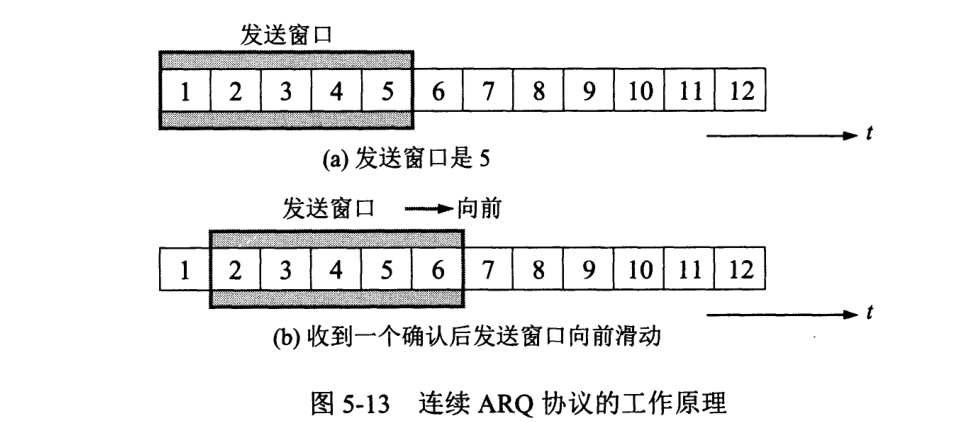 发送窗口
1 2 3 4 5 6 7 8 9 10 11 12
t
(a) 发送窗口是 5
发送窗口 向前
1 2 3 4 5 6 7 8 9 10 11 12
t
(b) 收到一个确认后发送窗口向前滑动
图 5-13 连续 ARQ 协议的工作原理